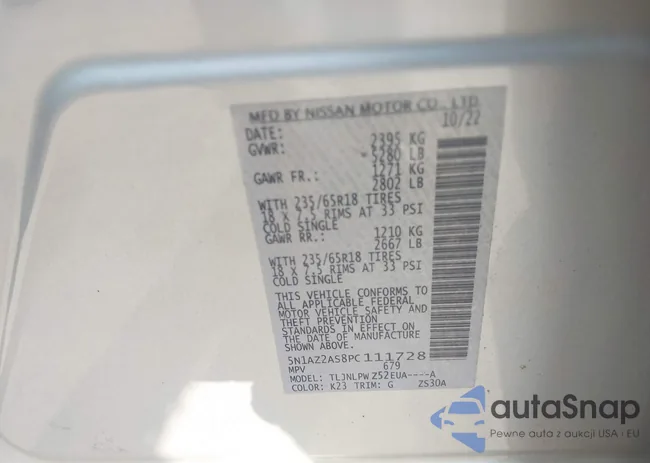 MFD BY NISSAN MOTOR CO., LTD.
DATE: 10/22
GVWR: 2395 KG
5280 LB
GAWR FR.: 1271 KG
2802 LB
WITH 235/65R18 TIRES
18 X 7.5 RIMS AT 33 PSI
COLD SINGLE
GAWR RR.: 1210 KG
2667 LB
WITH 235/65R18 TIRES
18 X 7.5 RIMS AT 33 PSI
COLD SINGLE
THIS VEHICLE CONFORMS TO
ALL APPLICABLE FEDERAL
MOTOR VEHICLE SAFETY AND
THEFT PREVENTION
STANDARDS IN EFFECT ON
THE DATE OF MANUFACTURE
SHOWN ABOVE.
5N1AZ2AS8PC111728
MPV 679
MODEL: TLJNLPW Z52EUA----A
COLOR: K23 TRIM: G ZS30A
autoSnap
Pewne auta z aukcji USA i EU